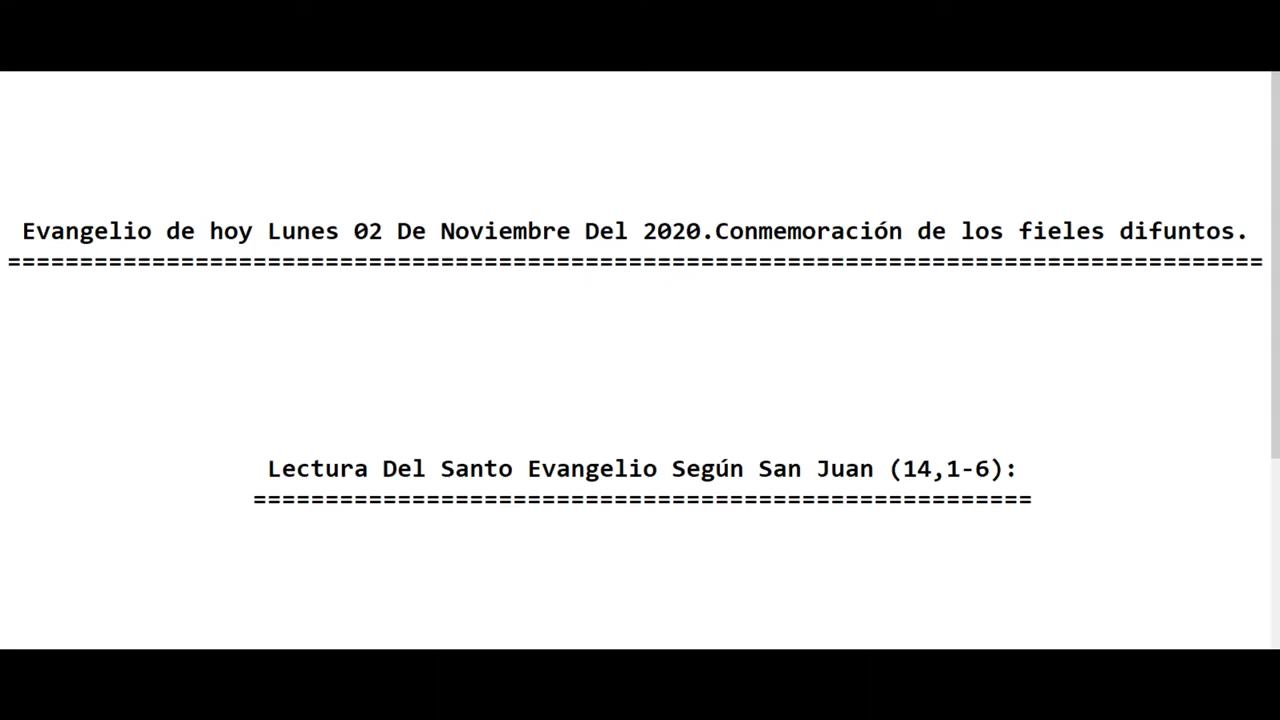 Evangelio de hoy Lunes 02 De Noviembre Del 2020.Conmemoración de los fieles difuntos.
=======================================================================================
Lectura Del Santo Evangelio Según San Juan (14,1-6):
======================================================